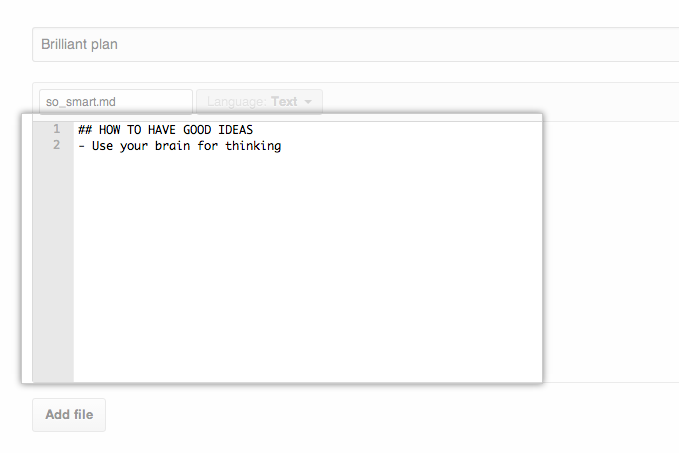 Brilliant plan
so_smart.md Language: Text
1 ## HOW TO HAVE GOOD IDEAS
2 - Use your brain for thinking
Add file